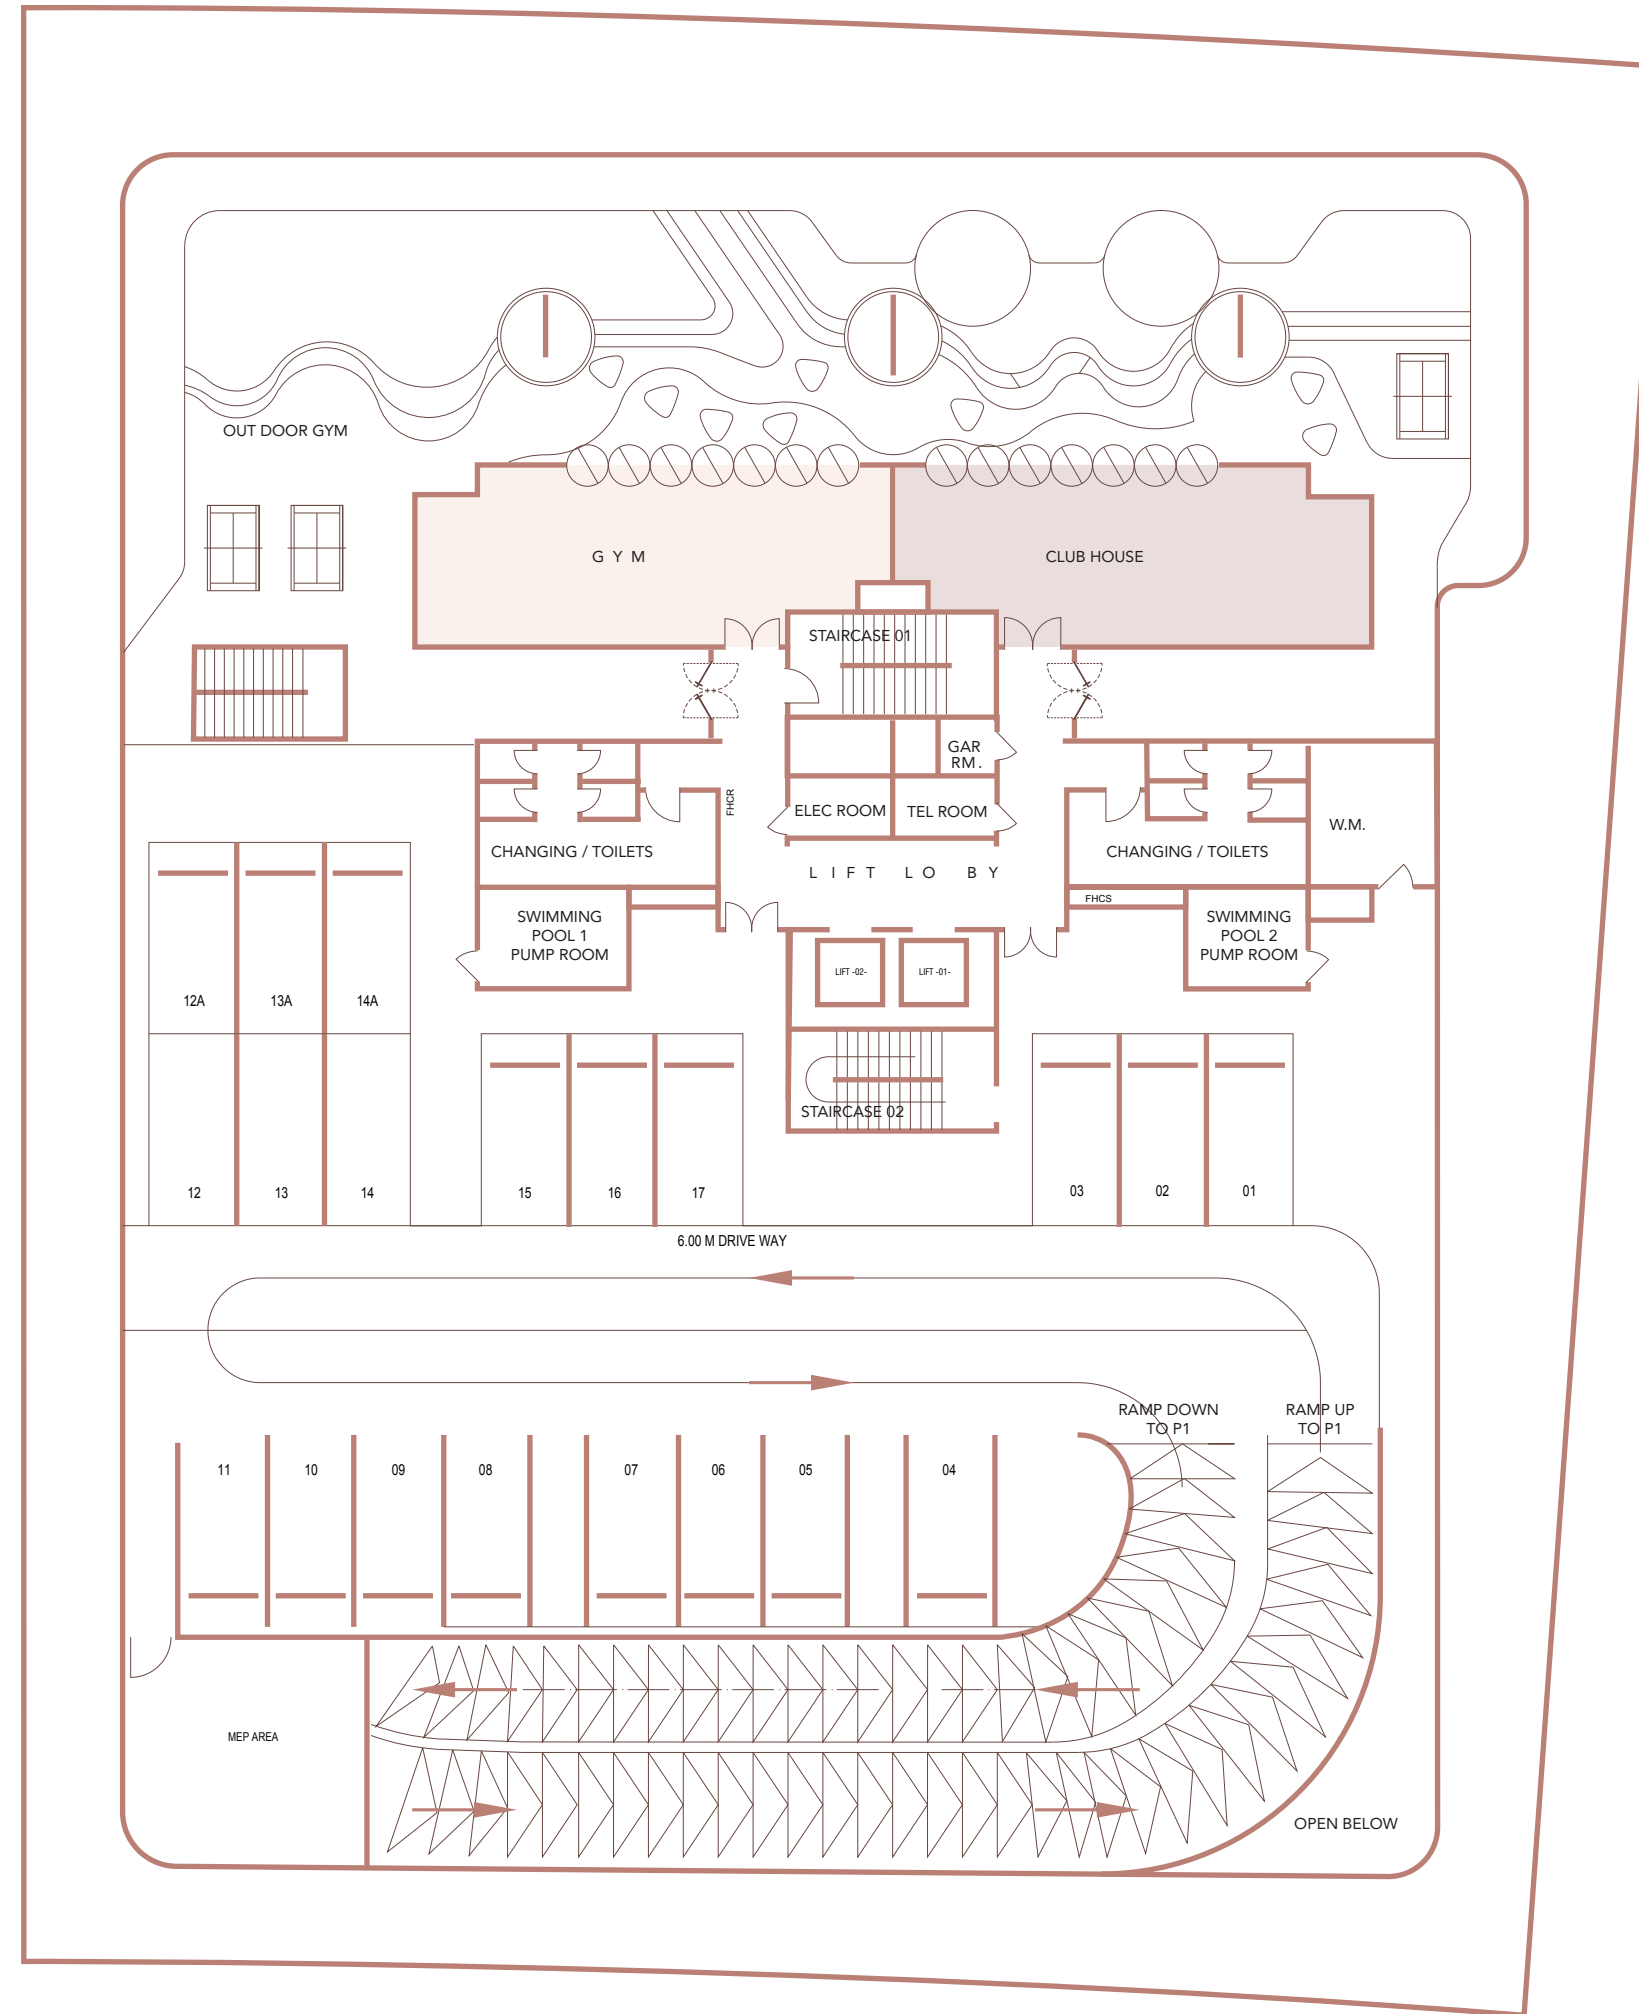 OUT DOOR GYM
G Y M
CLUB HOUSE
STAIRCASE 01
GAR
RM.
FHCR
ELEC ROOM
TEL ROOM
W.M.
CHANGING / TOILETS
CHANGING / TOILETS
L I F T L O B Y
FHCS
SWIMMING
POOL 1
PUMP ROOM
SWIMMING
POOL 2
PUMP ROOM
LIFT -02-
LIFT -01-
12A
13A
14A
STAIRCASE 02
12
13
14
15
16
17
03
02
01
6.00 M DRIVE WAY
RAMP DOWN
TO P1
RAMP UP
TO P1
11
10
09
08
07
06
05
04
MEP AREA
OPEN BELOW